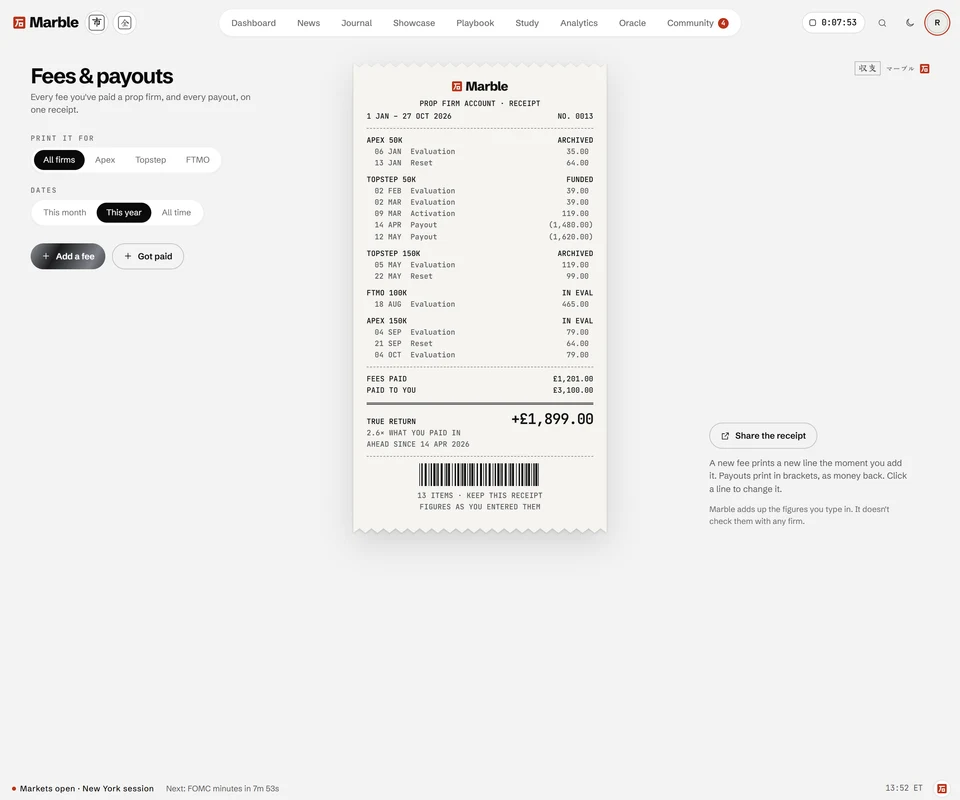 石 Marble 市 金 Dashboard News Journal Showcase Playbook Study Analytics Oracle Community 4 0:07:53 R
収支 マーブル 石
Fees & payouts
Every fee you've paid a prop firm, and every payout, on
one receipt.
PRINT IT FOR
All firms Apex Topstep FTMO
DATES
This month This year All time
+ Add a fee + Got paid
石 Marble
PROP FIRM ACCOUNT · RECEIPT
1 JAN – 27 OCT 2026 NO. 0013
APEX 50K ARCHIVED
06 JAN Evaluation 35.00
13 JAN Reset 64.00
TOPSTEP 50K FUNDED
02 FEB Evaluation 39.00
02 MAR Evaluation 39.00
09 MAR Activation 119.00
14 APR Payout (1,480.00)
12 MAY Payout (1,620.00)
TOPSTEP 150K ARCHIVED
05 MAY Evaluation 119.00
22 MAY Reset 99.00
FTMO 100K IN EVAL
18 AUG Evaluation 465.00
APEX 150K IN EVAL
04 SEP Evaluation 79.00
21 SEP Reset 64.00
04 OCT Evaluation 79.00
FEES PAID £1,201.00
PAID TO YOU £3,100.00
TRUE RETURN +£1,899.00
2.6× WHAT YOU PAID IN
AHEAD SINCE 14 APR 2026
13 ITEMS · KEEP THIS RECEIPT
FIGURES AS YOU ENTERED THEM
Share the receipt
A new fee prints a new line the moment you add
it. Payouts print in brackets, as money back. Click
a line to change it.
Marble adds up the figures you type in. It doesn't
check them with any firm.
Markets open · New York session Next: FOMC minutes in 7m 53s 13:52 ET 石